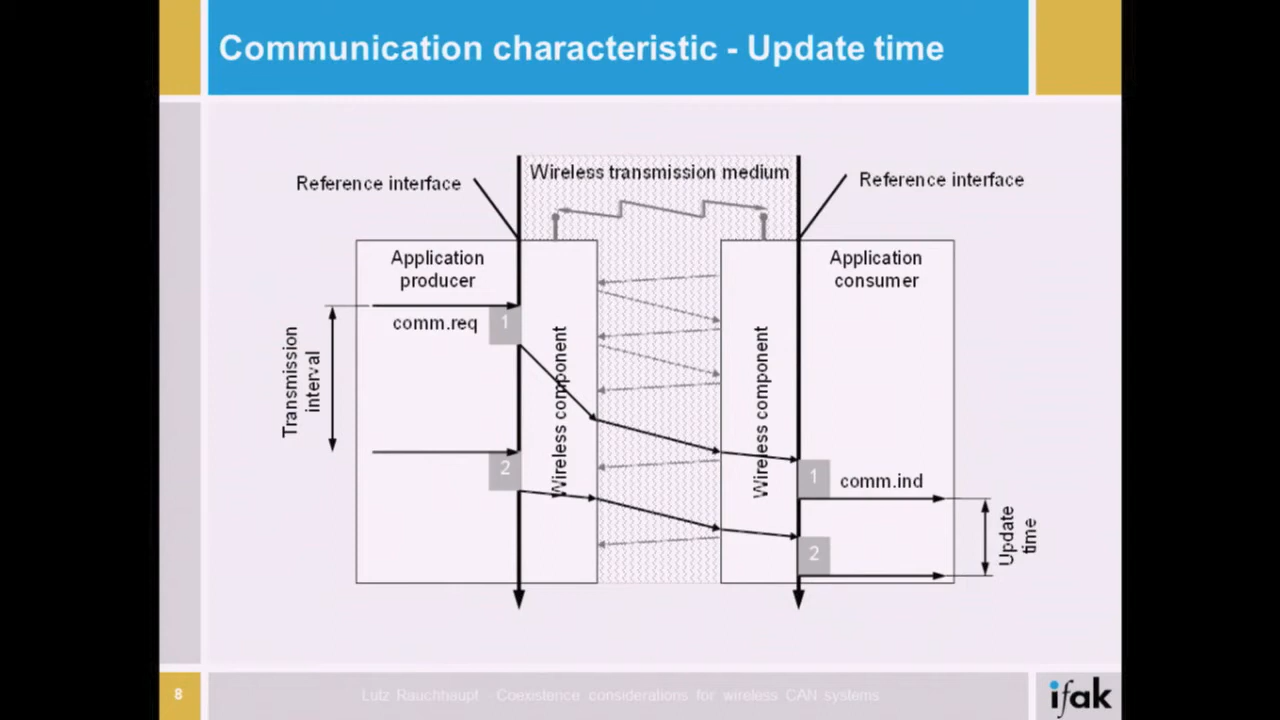 Communication characteristic - Update time
Wireless transmission medium
Reference interface
Reference interface
Application
producer
Application
consumer
comm.req
1
Transmission
interval
Wireless component
Wireless component
2
1
comm.ind
2
Update
time
8
Lutz Rauchhaupt Coexistence considerations for wireless CAN systems
ifak